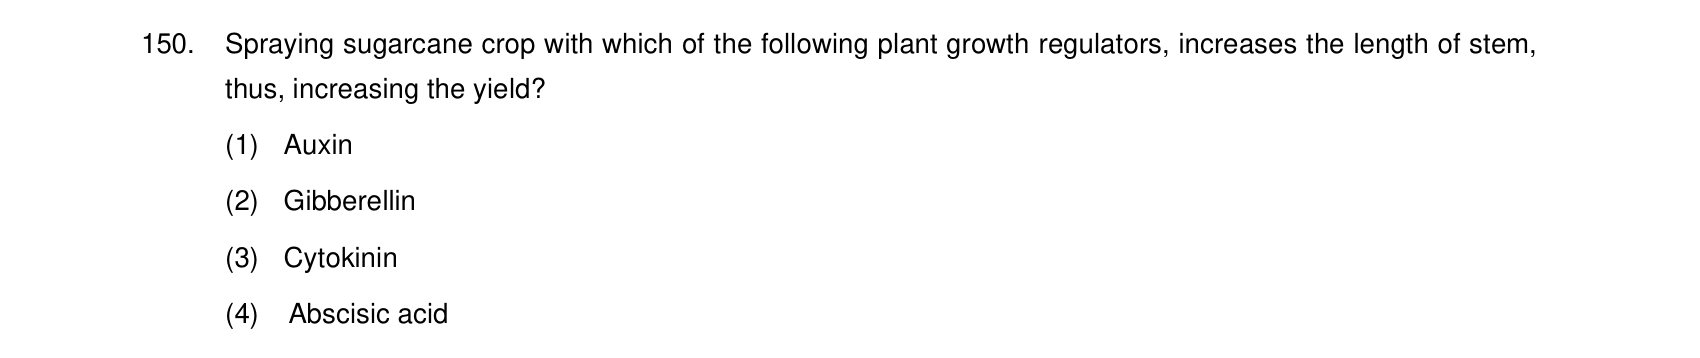 150. Spraying sugarcane crop with which of the following plant growth regulators, increases the length of stem,
thus, increasing the yield?
(1) Auxin
(2) Gibberellin
(3) Cytokinin
(4) Abscisic acid